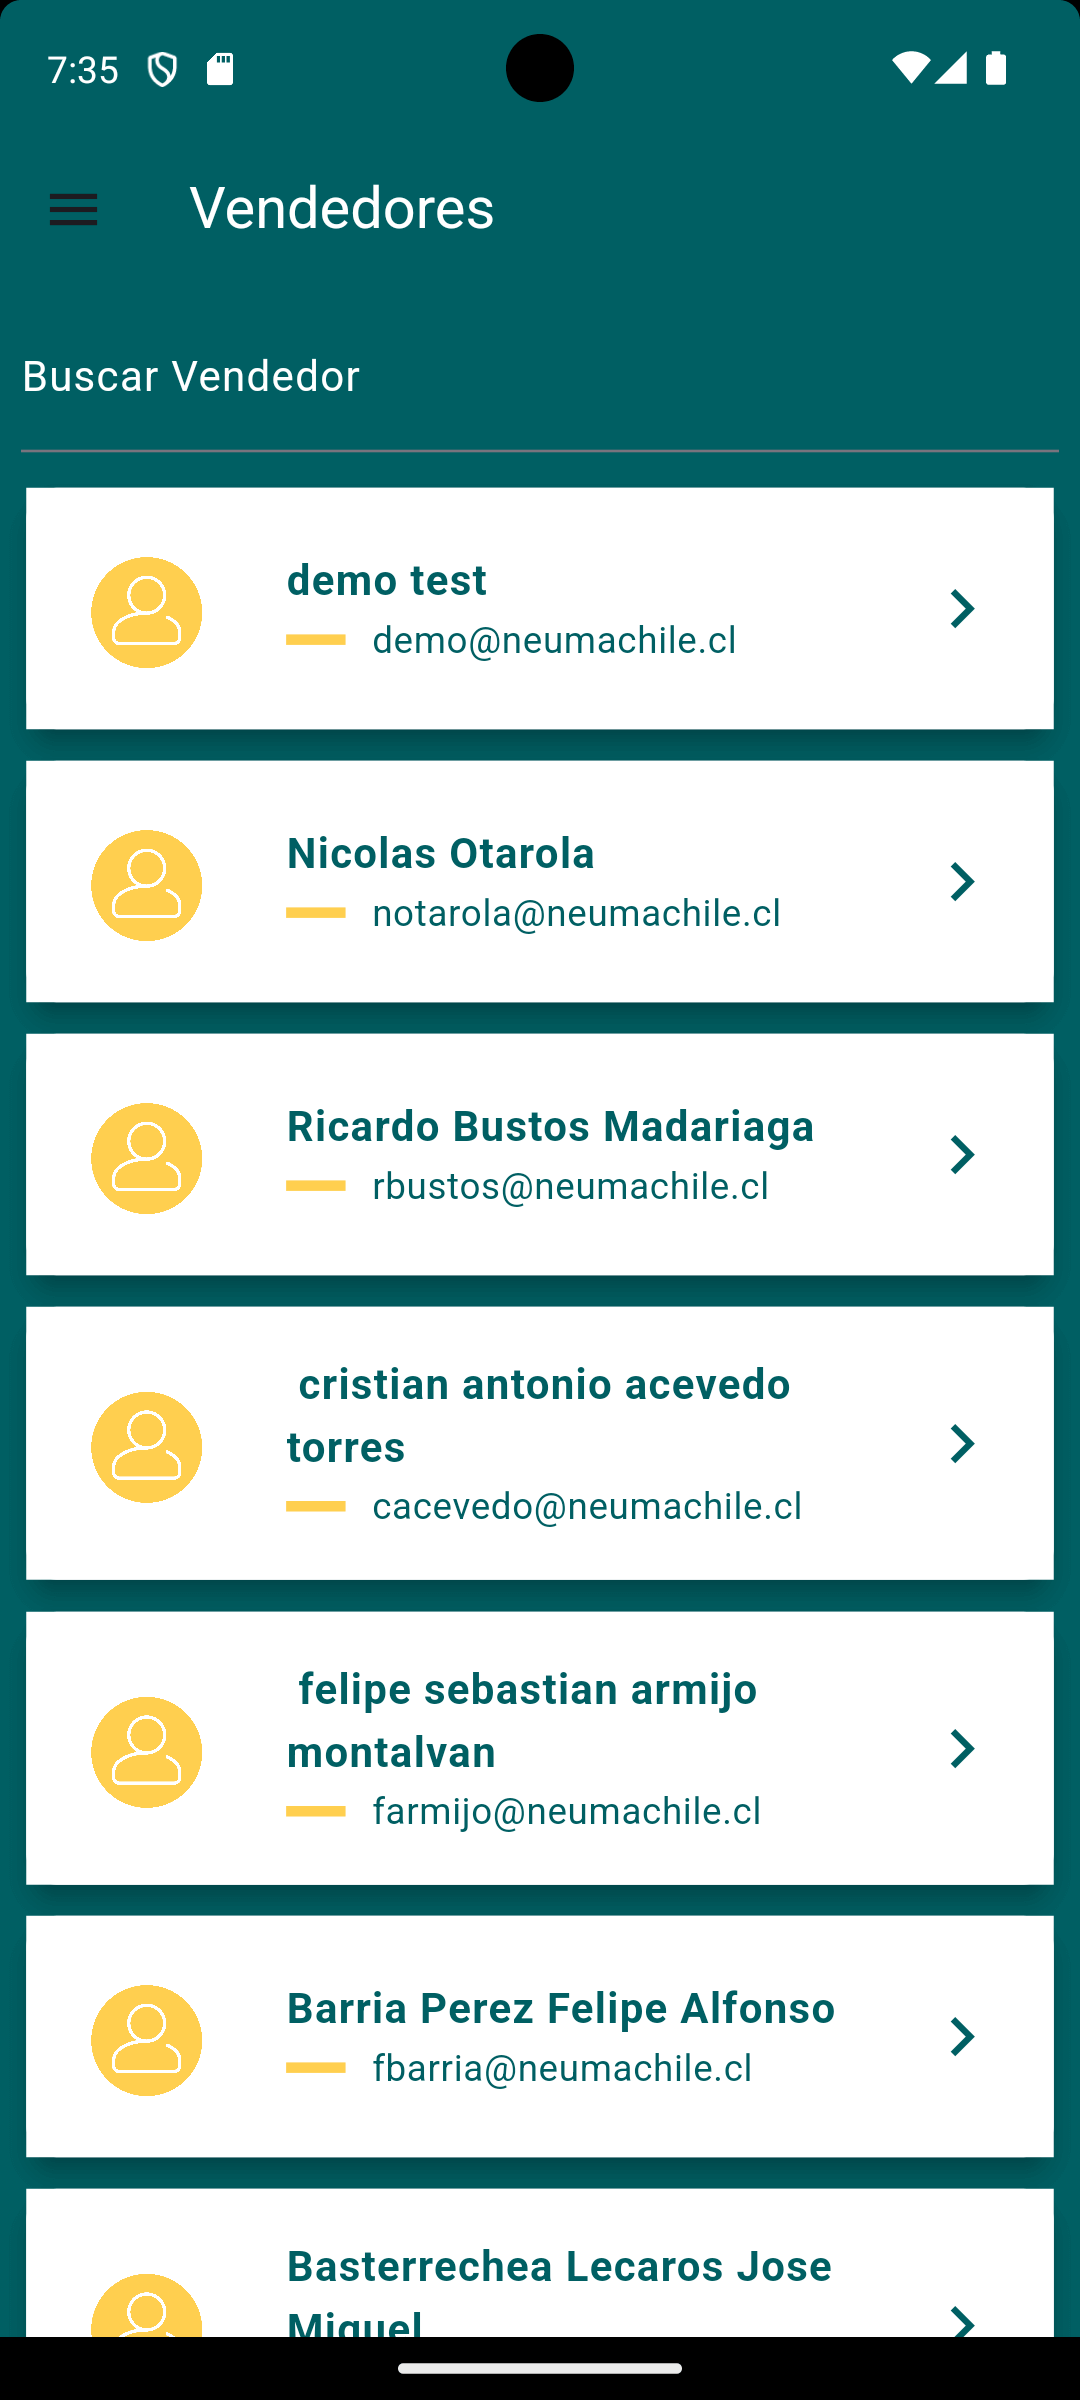 7:35
Vendedores
Buscar Vendedor
demo test
demo@neumachile.cl
Nicolas Otarola
notarola@neumachile.cl
Ricardo Bustos Madariaga
rbustos@neumachile.cl
cristian antonio acevedo
torres
cacevedo@neumachile.cl
felipe sebastian armijo
montalvan
farmijo@neumachile.cl
Barria Perez Felipe Alfonso
fbarria@neumachile.cl
Basterrechea Lecaros Jose
Miguel